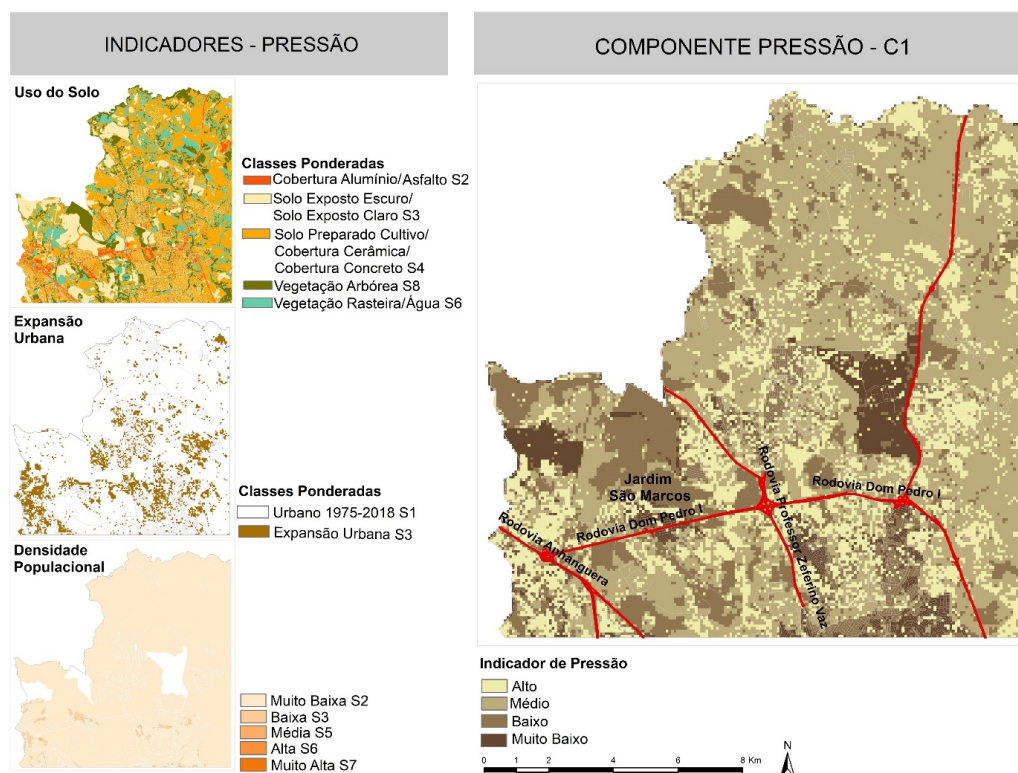 INDICADORES - PRESSÃO
Uso do Solo
Classes Ponderadas
Cobertura Alumínio/Asfalto S2
Solo Exposto Escuro/
Solo Exposto Claro S3
Solo Preparado Cultivo/
Cobertura Cerâmica/
Cobertura Concreto S4
Vegetação Arbórea S8
Vegetação Rasteira/Água S6
Expansão
Urbana
Classes Ponderadas
Urbano 1975-2018 S1
Expansão Urbana S3
Densidade
Populacional
Muito Baixa S2
Baixa S3
Média S5
Alta S6
Muito Alta S7
COMPONENTE PRESSÃO - C1
Jardim
São Marcos
Rodovia Dom Pedro I
Rodovia Dom Pedro I
Rodovia Professor Zeferino Vaz
Rodovia Anhanguera
Indicador de Pressão
Alto
Médio
Baixo
Muito Baixo
0 2 4 6 8 Km
N